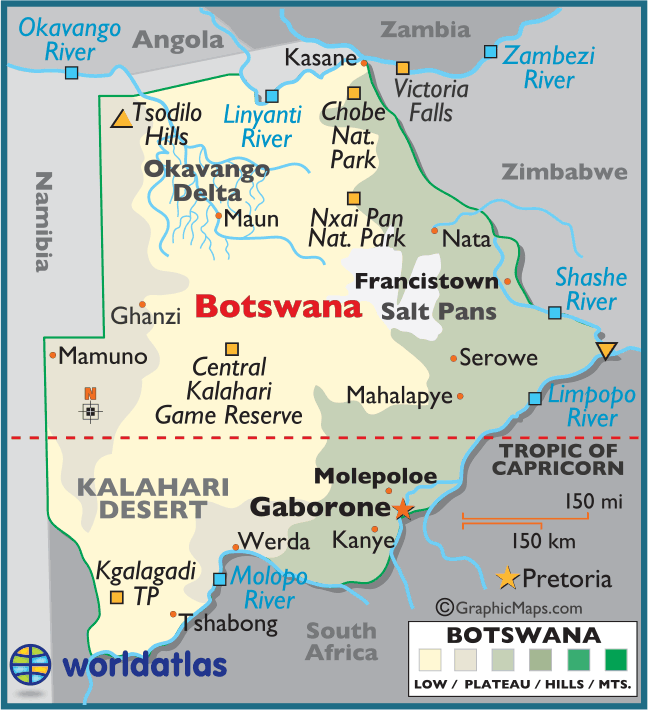 Okavango
River
Angola
Zambia
Kasane
Zambezi
River
Victoria
Falls
Linyanti
River
Chobe
Nat.
Park
Tsodilo
Hills
Okavango
Delta
Zimbabwe
Namibia
Maun
Nxai Pan
Nat. Park
Nata
Francistown
Shashe
River
Botswana
Salt Pans
Ghanzi
Mamuno
Central
Kalahari
Game Reserve
Serowe
Mahalapye
Limpopo
River
N
TROPIC OF
CAPRICORN
KALAHARI
DESERT
Molepoloe
Gaborone
150 mi
150 km
Werda
Kanye
Kgalagadi
TP
Molopo
River
Pretoria
©GraphicMaps.com
Tshabong
South
Africa
worldatlas
BOTSWANA
LOW / PLATEAU / HILLS / MTS.